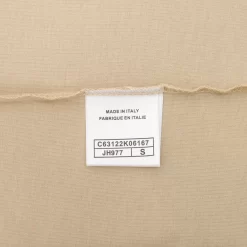 MADE IN ITALY
FABRIQUÉ EN ITALIE
C63122K06167
JH977 S